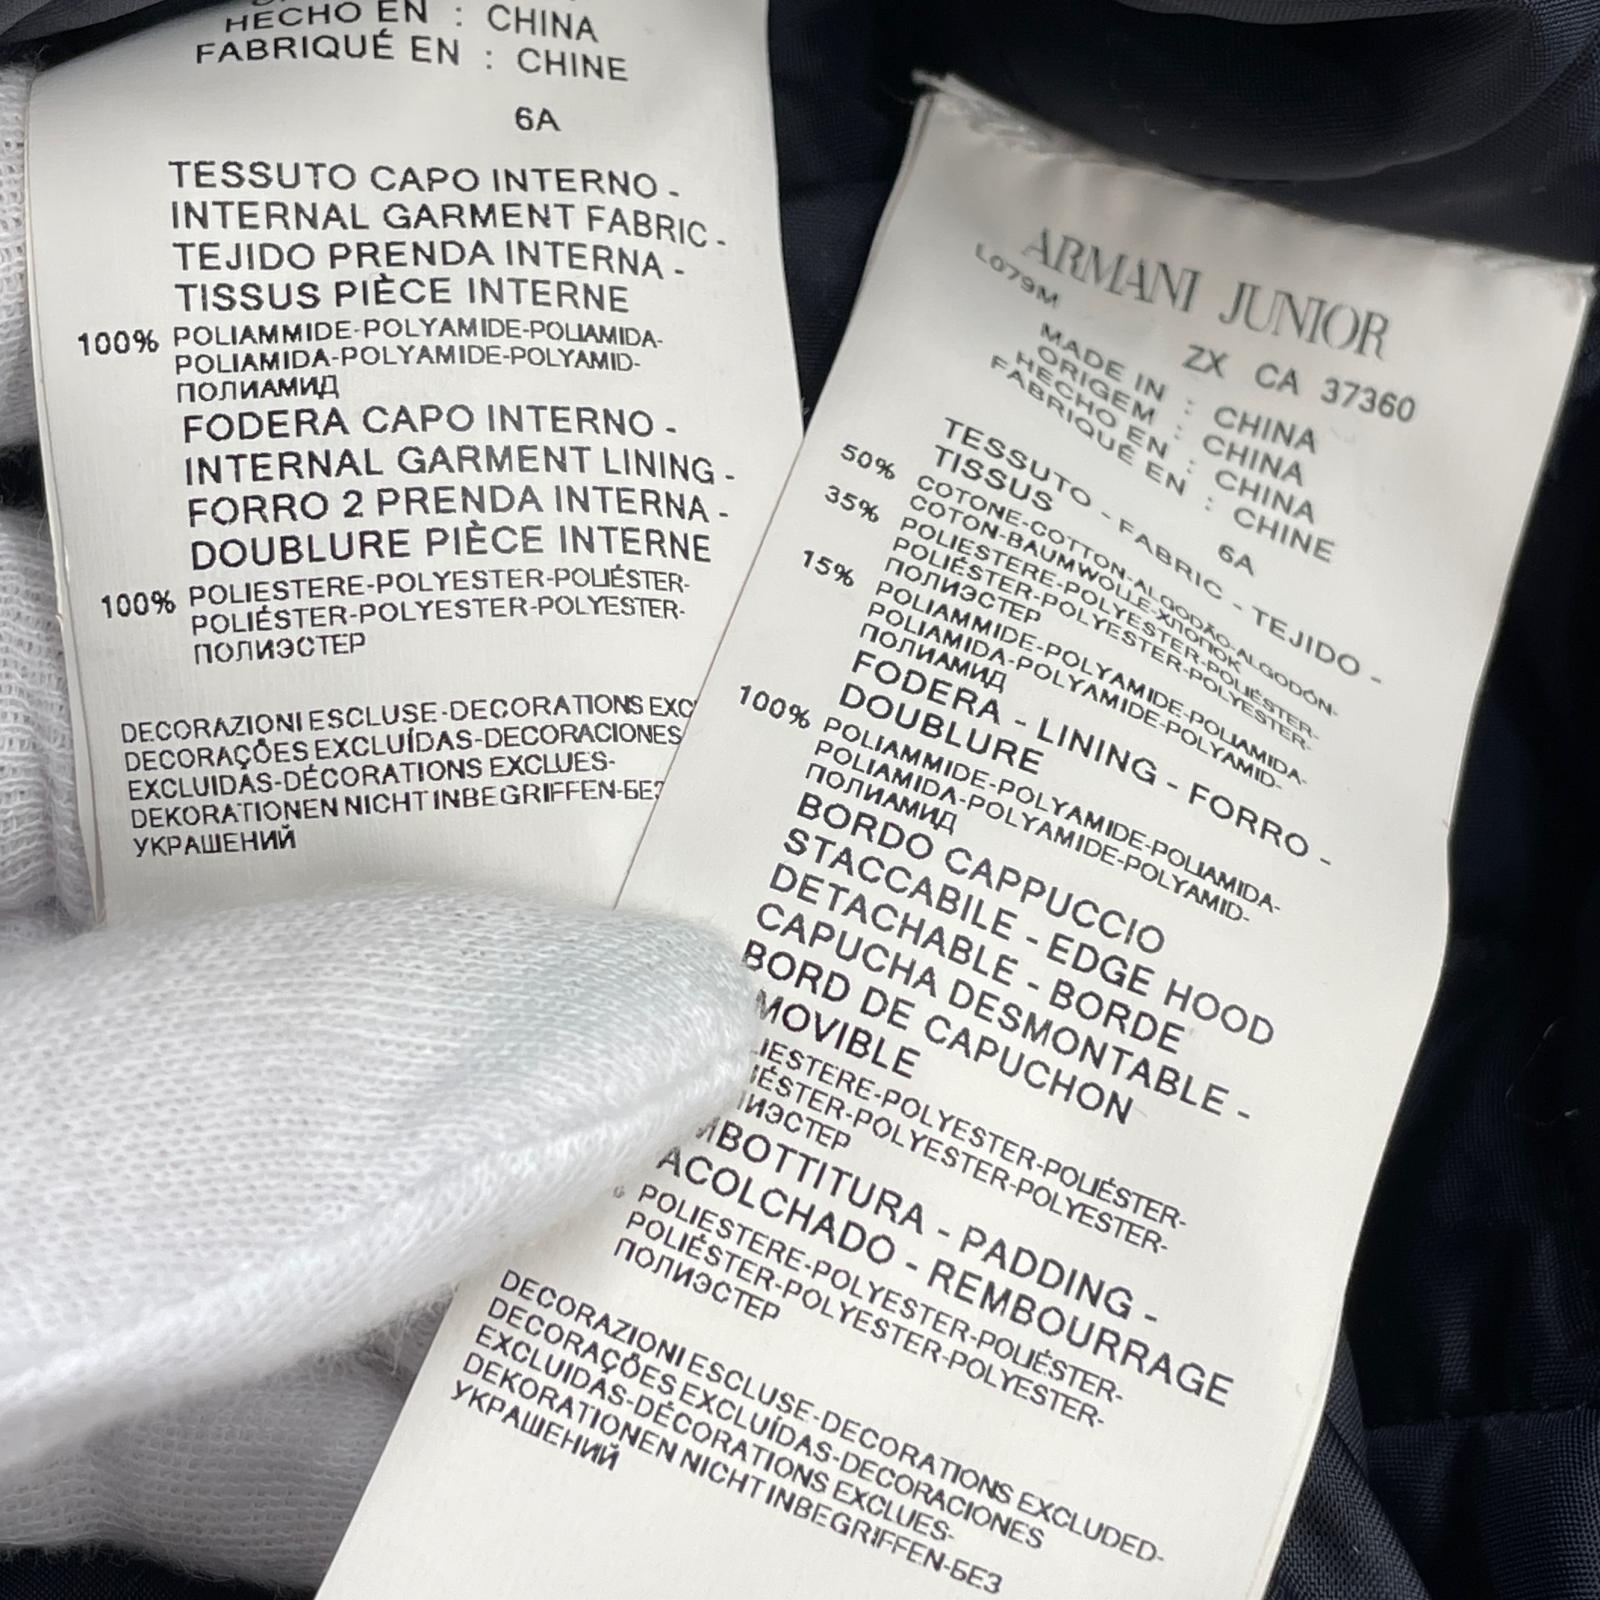 HECHO EN : CHINA
FABRIQUÉ EN : CHINE
6A
TESSUTO CAPO INTERNO -
INTERNAL GARMENT FABRIC -
TEJIDO PRENDA INTERNA -
TISSUS PIÈCE INTERNE
100% POLIAMMIDE-POLYAMIDE-POLIAMIDA-
POLIAMIDA-POLYAMIDE-POLYAMID-
ПОЛИАМИД
FODERA CAPO INTERNO -
INTERNAL GARMENT LINING -
FORRO 2 PRENDA INTERNA -
DOUBLURE PIÈCE INTERNE
100% POLIESTERE-POLYESTER-POLIÉSTER-
POLIÉSTER-POLYESTER-POLYESTER-
ПОЛИЭСТЕР
DECORAZIONI ESCLUSE-DECORATIONS EXC
DECORAÇÕES EXCLUÍDAS-DECORACIONES
EXCLUIDAS-DÉCORATIONS EXCLUES-
DEKORATIONEN NICHT INBEGRIFFEN-БЕЗ
УКРАШЕНИЙ
ARMANI JUNIOR
L079M
ZX CA 37360
MADE IN : CHINA
ORIGEM : CHINA
HECHO EN : CHINA
FABRIQUÉ EN : CHINE
6A
TESSUTO - FABRIC - TEJIDO -
TISSUS
50% COTONE-COTTON-ALGODÃO-ALGODÓN-
COTON-BAUMWOLLE-ХЛОПОК
35% POLIESTERE-POLYESTER-POLIÉSTER-
POLIÉSTER-POLYESTER-POLYESTER-
ПОЛИЭСТЕР
15% POLIAMMIDE-POLYAMIDE-POLIAMIDA-
POLIAMIDA-POLYAMIDE-POLYAMID-
ПОЛИАМИД
FODERA - LINING - FORRO -
DOUBLURE
100% POLIAMMIDE-POLYAMIDE-POLIAMIDA-
POLIAMIDA-POLYAMIDE-POLYAMID-
ПОЛИАМИД
BORDO CAPPUCCIO
STACCABILE - EDGE HOOD
DETACHABLE - BORDE
CAPUCHA DESMONTABLE -
BORD DE CAPUCHON
MOVIBLE
LIESTERE-POLYESTER-POLIÉSTER-
IÉSTER-POLYESTER-POLYESTER-
ИЭСТЕР
MBOTTITURA - PADDING -
ACOLCHADO - REMBOURRAGE
POLIESTERE-POLYESTER-POLIÉSTER-
POLIÉSTER-POLYESTER-POLYESTER-
ПОЛИЭСТЕР
DECORAZIONI ESCLUSE-DECORATIONS EXCLUDED-
DECORAÇÕES EXCLUÍDAS-DECORACIONES
EXCLUIDAS-DÉCORATIONS EXCLUES-
DEKORATIONEN NICHT INBEGRIFFEN-БЕЗ
УКРАШЕНИЙ